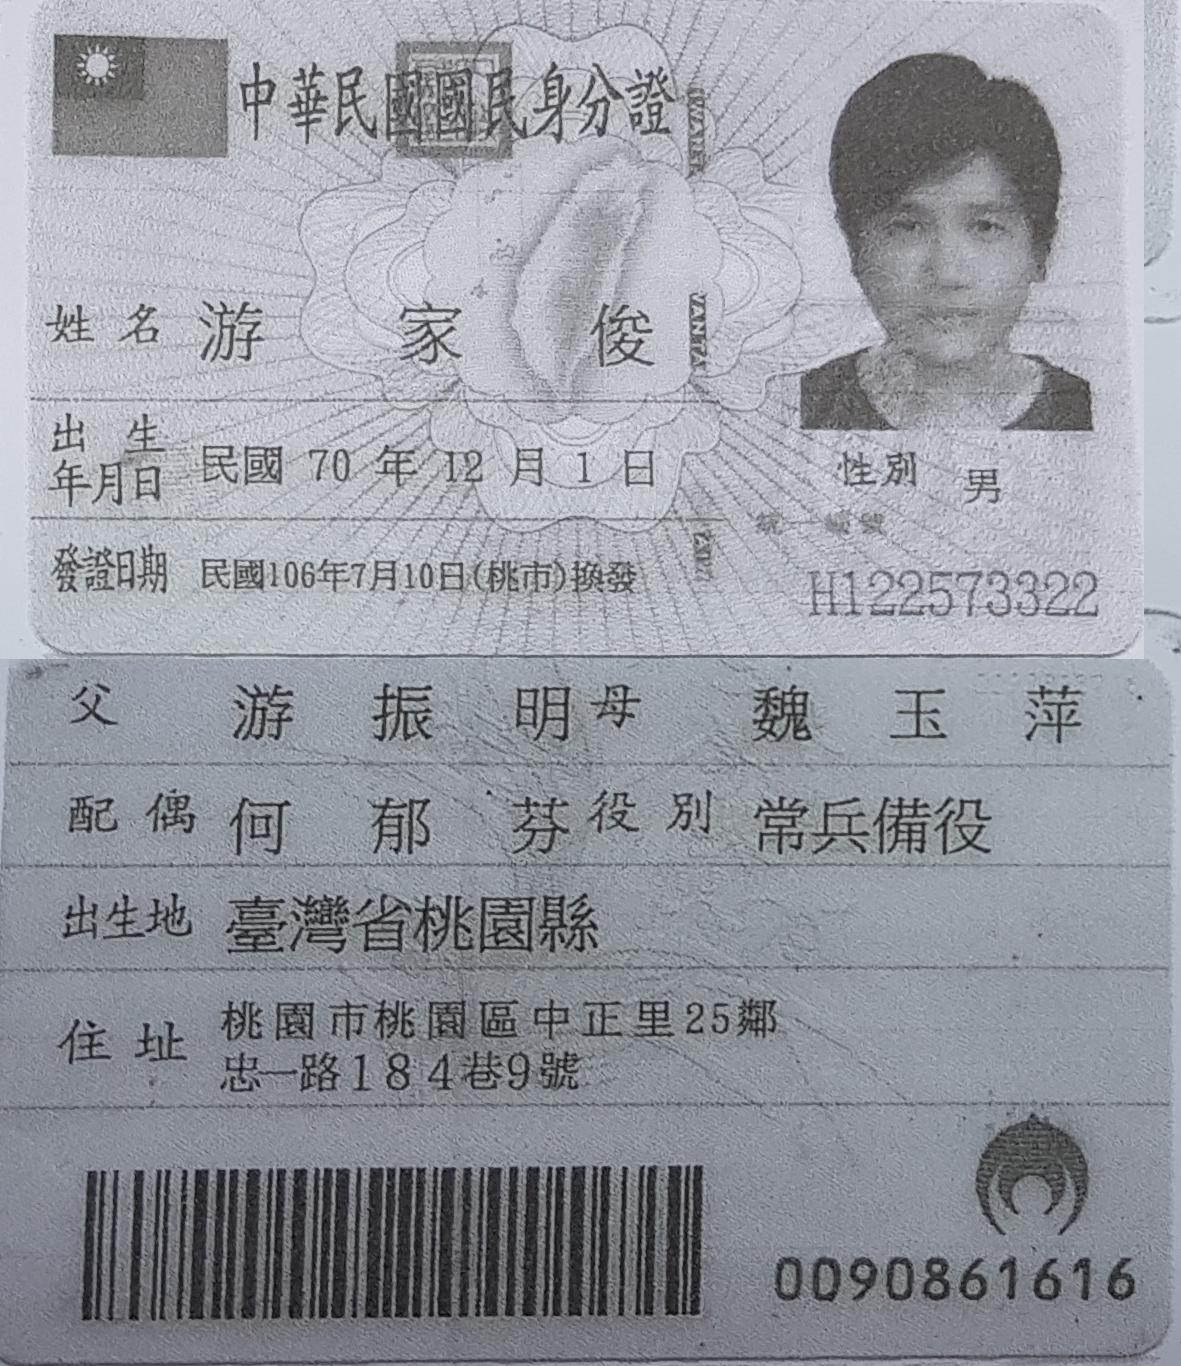 中華民國國民身分證
TAIWAN
姓名 游家俊
出生年月日 民國 70 年 12 月 1 日
性別 男
統一編號
發證日期 民國106年7月10日(桃市)換發
H122573322
父 游振明 母 魏玉萍
配偶 何郁芬 役別 常兵備役
出生地 臺灣省桃園縣
住址 桃園市桃園區中正里25鄰
忠一路184巷9號
0090861616